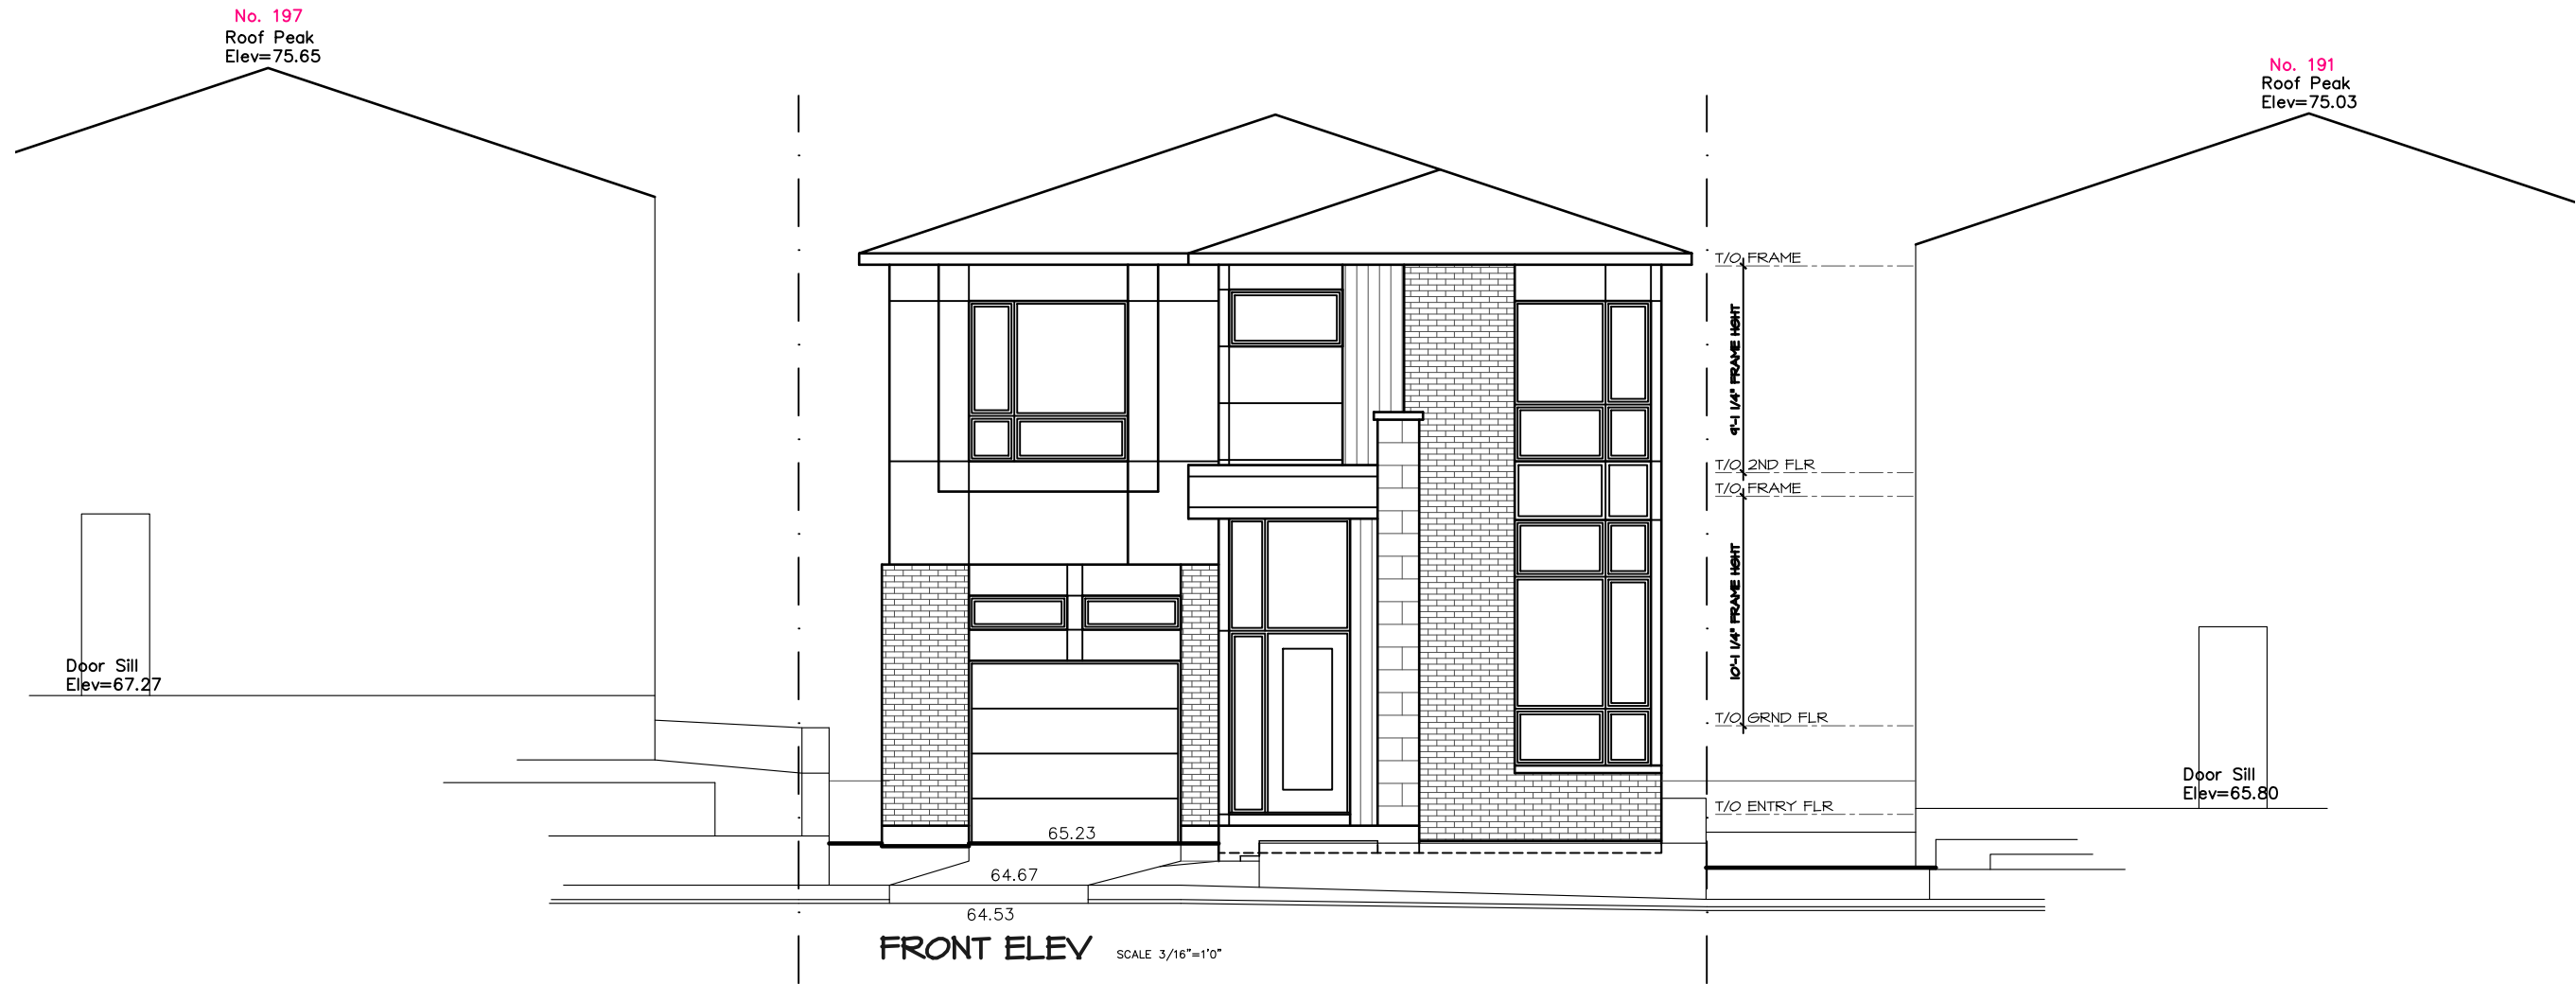 No. 197
Roof Peak
Elev=75.65
No. 191
Roof Peak
Elev=75.03
T/O FRAME
9'-1 1/4" FRAME HGHT
T/O 2ND FLR
T/O FRAME
10'-1 1/4" FRAME HGHT
Door Sill
Elev=67.27
T/O GRND FLR
Door Sill
Elev=65.80
T/O ENTRY FLR
65.23
64.67
64.53
FRONT ELEV SCALE 3/16"=1'0"